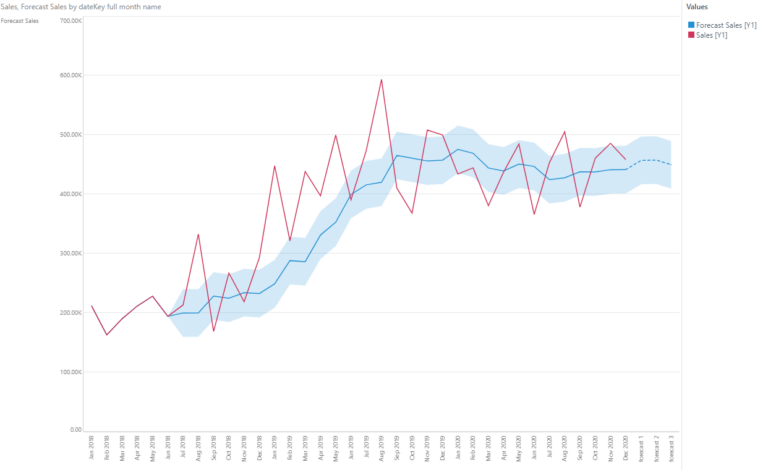 Sales, Forecast Sales by dateKey full month name
Values
Forecast Sales
Forecast Sales [Y1]
Sales [Y1]
700.00K
600.00K
500.00K
400.00K
300.00K
200.00K
100.00K
0.00
Jan 2018
Feb 2018
Mar 2018
Apr 2018
May 2018
Jun 2018
Jul 2018
Aug 2018
Sep 2018
Oct 2018
Nov 2018
Dec 2018
Jan 2019
Feb 2019
Mar 2019
Apr 2019
May 2019
Jun 2019
Jul 2019
Aug 2019
Sep 2019
Oct 2019
Nov 2019
Dec 2019
Jan 2020
Feb 2020
Mar 2020
Apr 2020
May 2020
Jun 2020
Jul 2020
Aug 2020
Sep 2020
Oct 2020
Nov 2020
Dec 2020
forecast 1
forecast 2
forecast 3